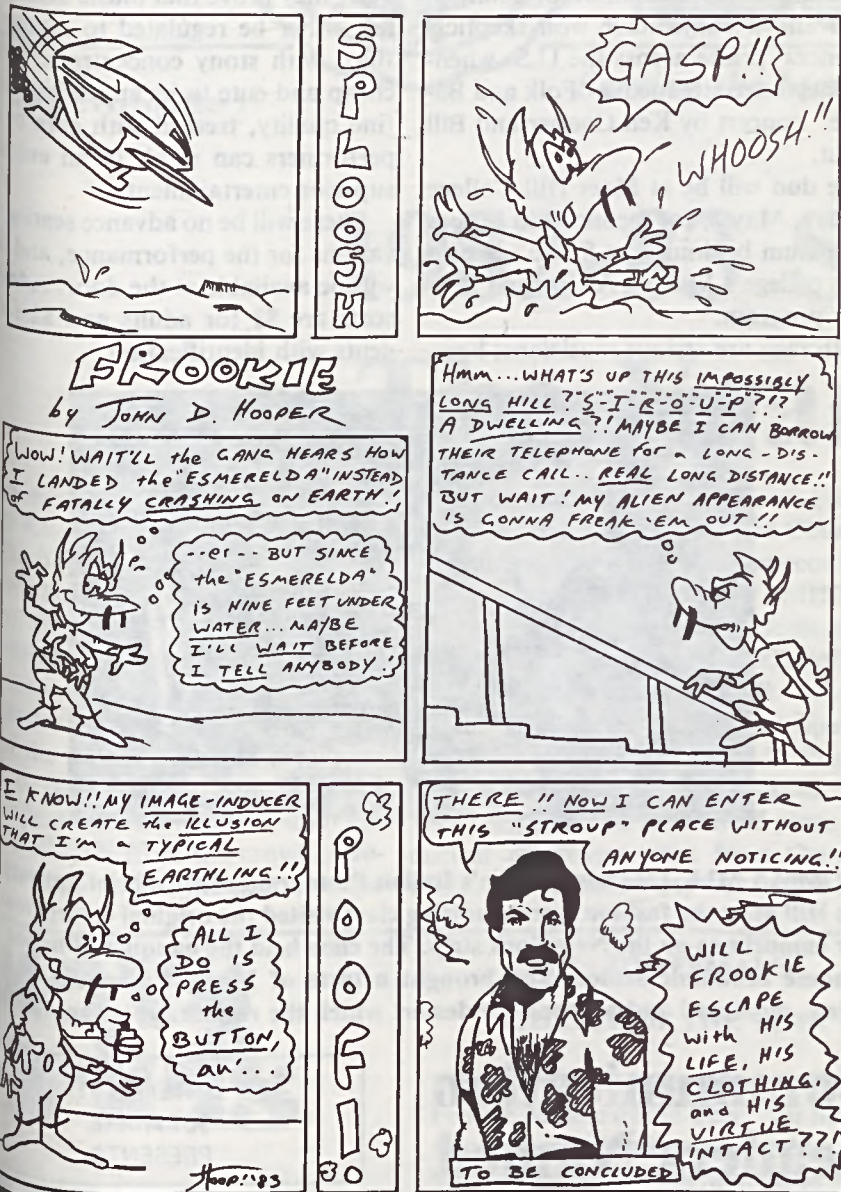 SPLOOSH
GASP!!
WHOOSH!!
FROOKIE
by JOHN D. HOOPER
WOW! WAIT'LL the GANG HEARS HOW
I LANDED the "ESMERELDA" INSTEAD
of FATALLY CRASHING ON EARTH!
..er.. BUT SINCE
the "ESMERELDA"
is NINE FEET UNDER
WATER... MAYBE
I'LL WAIT BEFORE
I TELL ANYBODY!!
Hmm...WHAT'S UP THIS IMPOSSIBLY
LONG HILL? "S-T-R-O-U-P"?!?
A DWELLING?! MAYBE I CAN BORROW
THEIR TELEPHONE for a LONG-DIS-
TANCE CALL.. REAL LONG DISTANCE!!
BUT WAIT! MY ALIEN APPEARANCE
IS GONNA FREAK 'EM OUT!!
I KNOW!! MY IMAGE-INDUCER
WILL CREATE the ILLUSION
THAT I'M a TYPICAL
EARTHLING!!
ALL I
DO IS
PRESS
the
BUTTON,
an'...
HOOP!'83
POOF!
THERE!! NOW I CAN ENTER
THIS "STROUP" PLACE WITHOUT
ANYONE NOTICING!!
WILL
FROOKIE
ESCAPE
with HIS
LIFE, HIS
CLOTHING,
and HIS
VIRTUE
INTACT??!
TO BE CONCLUDED